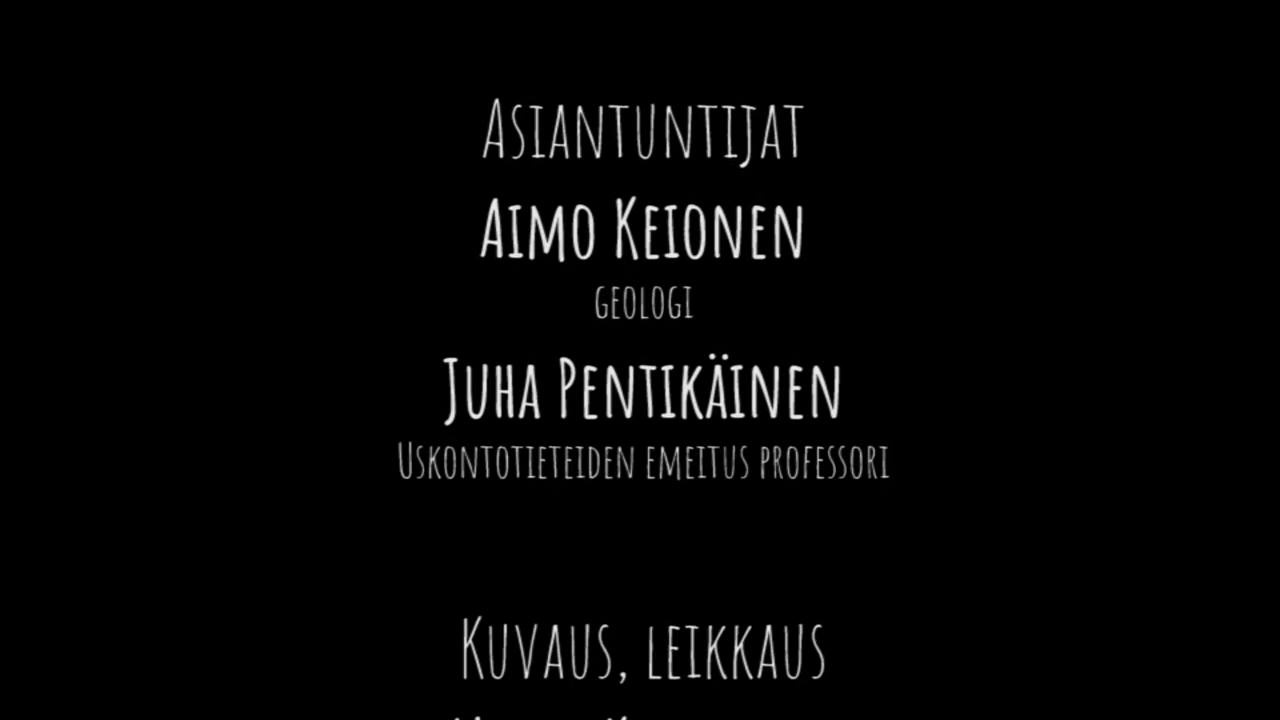 Asiantuntijat
Aimo Keionen
geologi
Juha Pentikäinen
Uskontotieteiden emeitus professori
Kuvaus, leikkaus